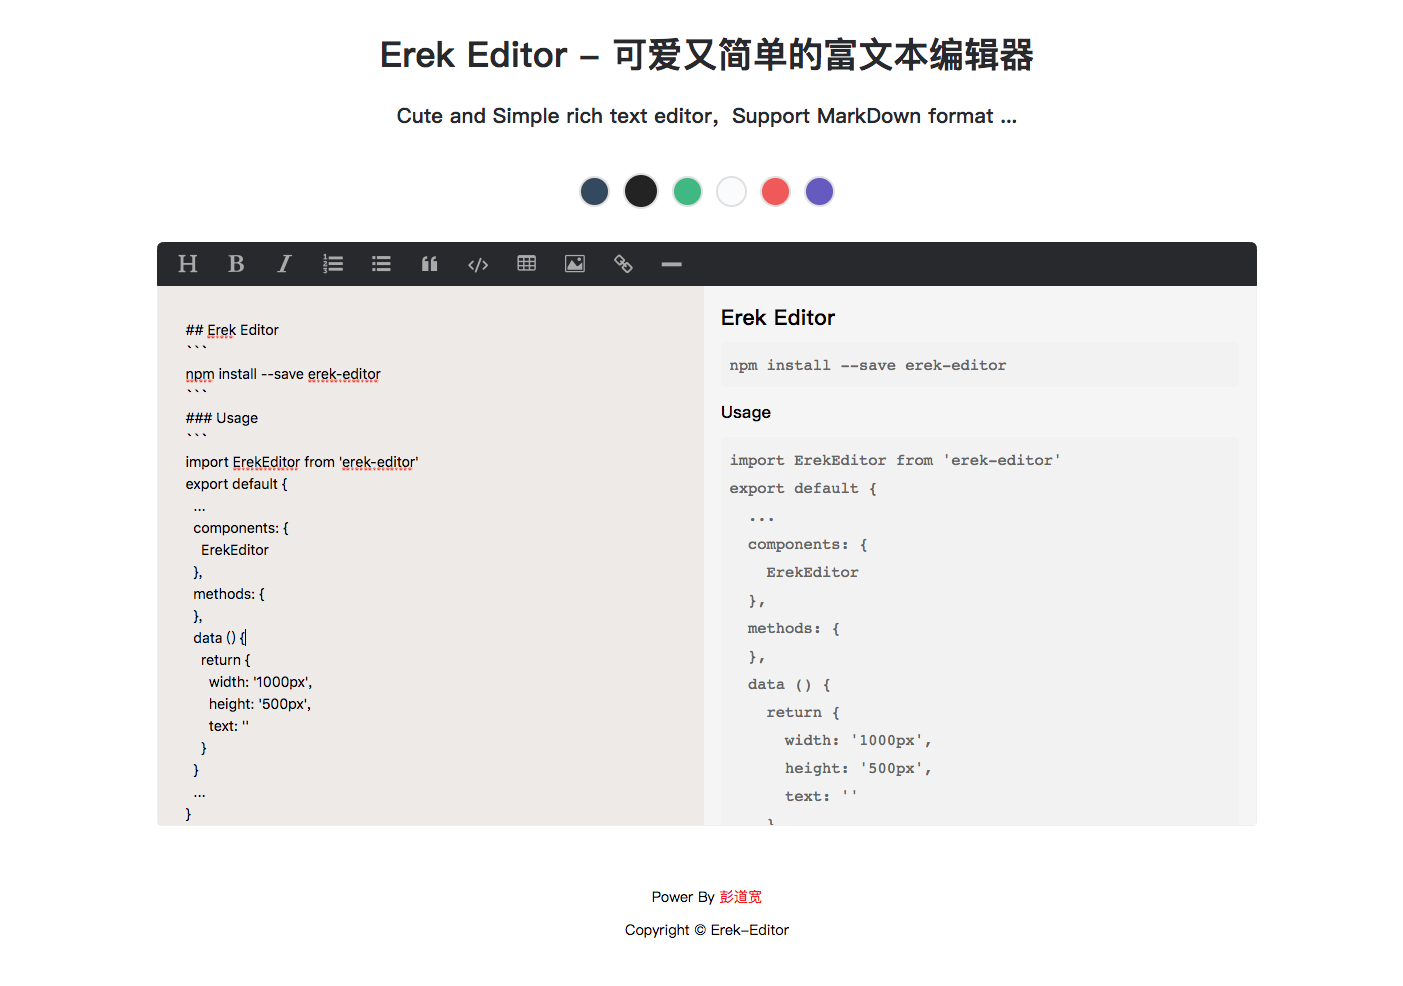 Erek Editor – 可爱又简单的富文本编辑器
Cute and Simple rich text editor，Support MarkDown format ...
H B I
## Erek Editor
```
npm install --save erek-editor
```
### Usage
```
import ErekEditor from 'erek-editor'
export default {
  ...
  components: {
    ErekEditor
  },
  methods: {
  },
  data () {
    return {
      width: '1000px',
      height: '500px',
      text: ''
    }
  }
  ...
}
Erek Editor
npm install --save erek-editor
Usage
import ErekEditor from 'erek-editor'
export default {
  ...
  components: {
    ErekEditor
  },
  methods: {
  },
  data () {
    return {
      width: '1000px',
      height: '500px',
      text: ''
    }
Power By 彭道宽
Copyright © Erek-Editor